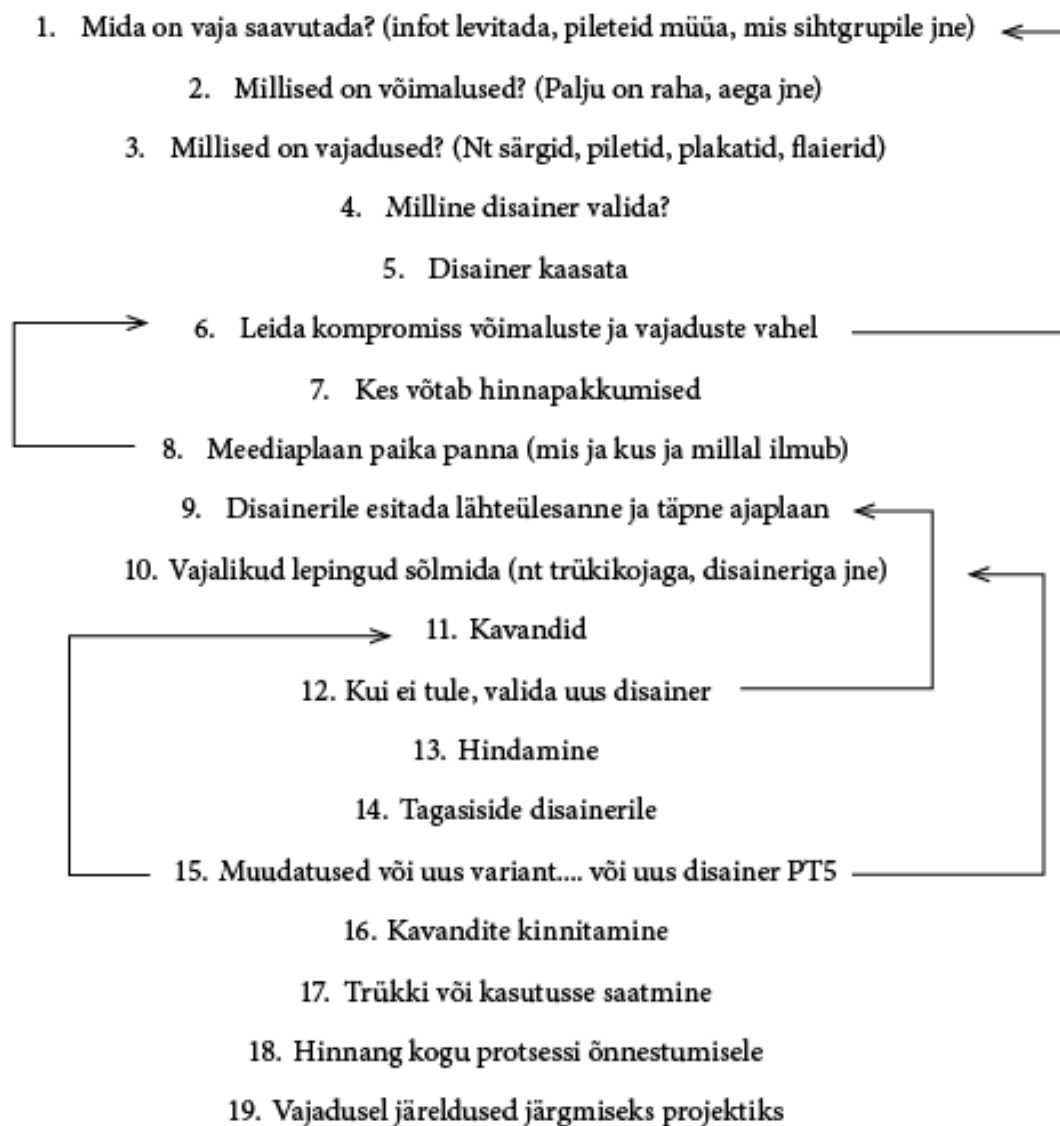 1. Mida on vaja saavutada? (infot levitada, pileteid müüa, mis sihtgrupile jne)
2. Millised on võimalused? (Palju on raha, aega jne)
3. Millised on vajadused? (Nt särgid, piletid, plakatid, flaierid)
4. Milline disainer valida?
5. Disainer kaasata
6. Leida kompromiss võimaluste ja vajaduste vahel
7. Kes võtab hinnapakkumised
8. Meediaplaan paika panna (mis ja kus ja millal ilmub)
9. Disainerile esitada lähteülesanne ja täpne ajaplaan
10. Vajalikud lepingud sõlmida (nt trükikojaga, disaineriga jne)
11. Kavandid
12. Kui ei tule, valida uus disainer
13. Hindamine
14. Tagasiside disainerile
15. Muudatused või uus variant.... või uus disainer PT5
16. Kavandite kinnitamine
17. Trükki või kasutusse saatmine
18. Hinnang kogu protsessi õnnestumisele
19. Vajadusel järeldused järgmiseks projektiks